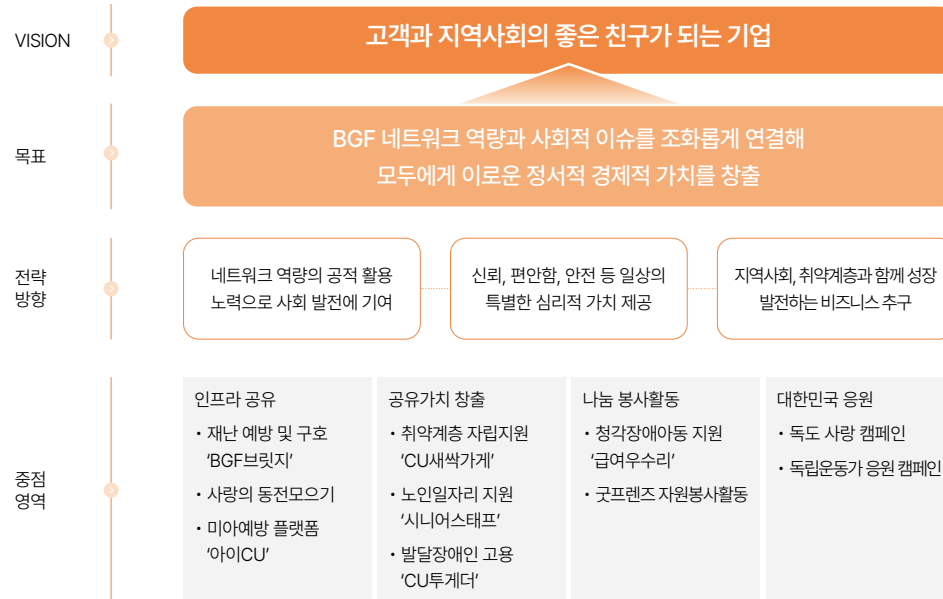 VISION
고객과 지역사회의 좋은 친구가 되는 기업
목표
BGF 네트워크 역량과 사회적 이슈를 조화롭게 연결해
모두에게 이로운 정서적 경제적 가치를 창출
전략
방향
네트워크 역량의 공적 활용
노력으로 사회 발전에 기여
신뢰, 편안함, 안전 등 일상의
특별한 심리적 가치 제공
지역사회, 취약계층과 함께 성장
발전하는 비즈니스 추구
중점
영역
인프라 공유
• 재난 예방 및 구호
‘BGF브릿지’
• 사랑의 동전모으기
• 미아예방 플랫폼
‘아이CU’
공유가치 창출
• 취약계층 자립지원
‘CU새싹가게’
• 노인일자리 지원
‘시니어스태프’
• 발달장애인 고용
‘CU투게더’
나눔 봉사활동
• 청각장애아동 지원
‘급여우수리’
• 굿프렌즈 자원봉사활동
대한민국 응원
• 독도 사랑 캠페인
• 독립운동가 응원 캠페인